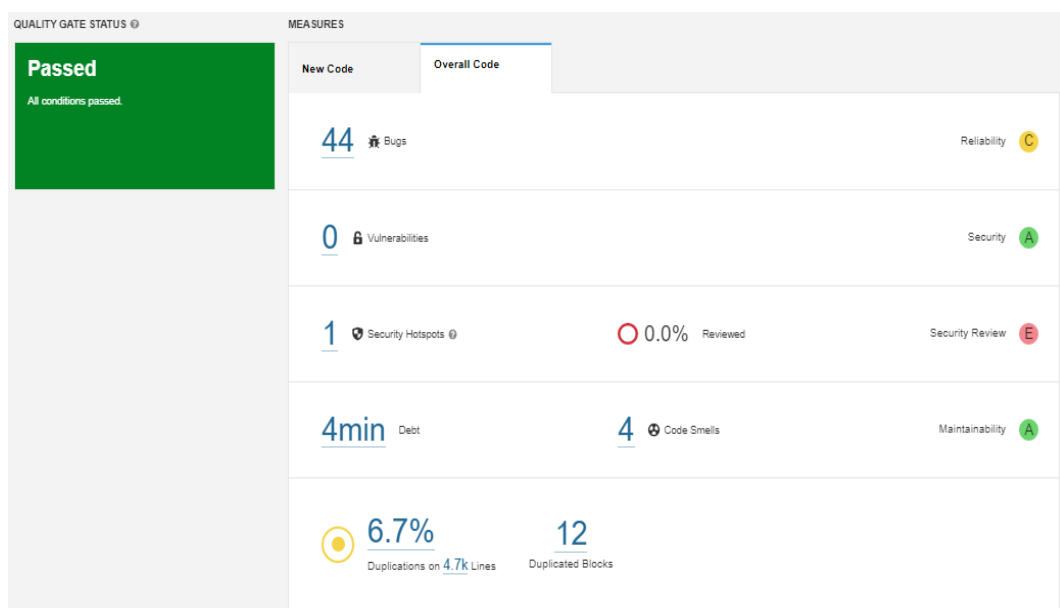 QUALITY GATE STATUS
MEASURES
Passed
All conditions passed.
New Code
Overall Code
44 Bugs
Reliability C
0 Vulnerabilities
Security A
1 Security Hotspots
0.0% Reviewed
Security Review E
4min Debt
4 Code Smells
Maintainability A
6.7%
Duplications on 4.7k Lines
12
Duplicated Blocks